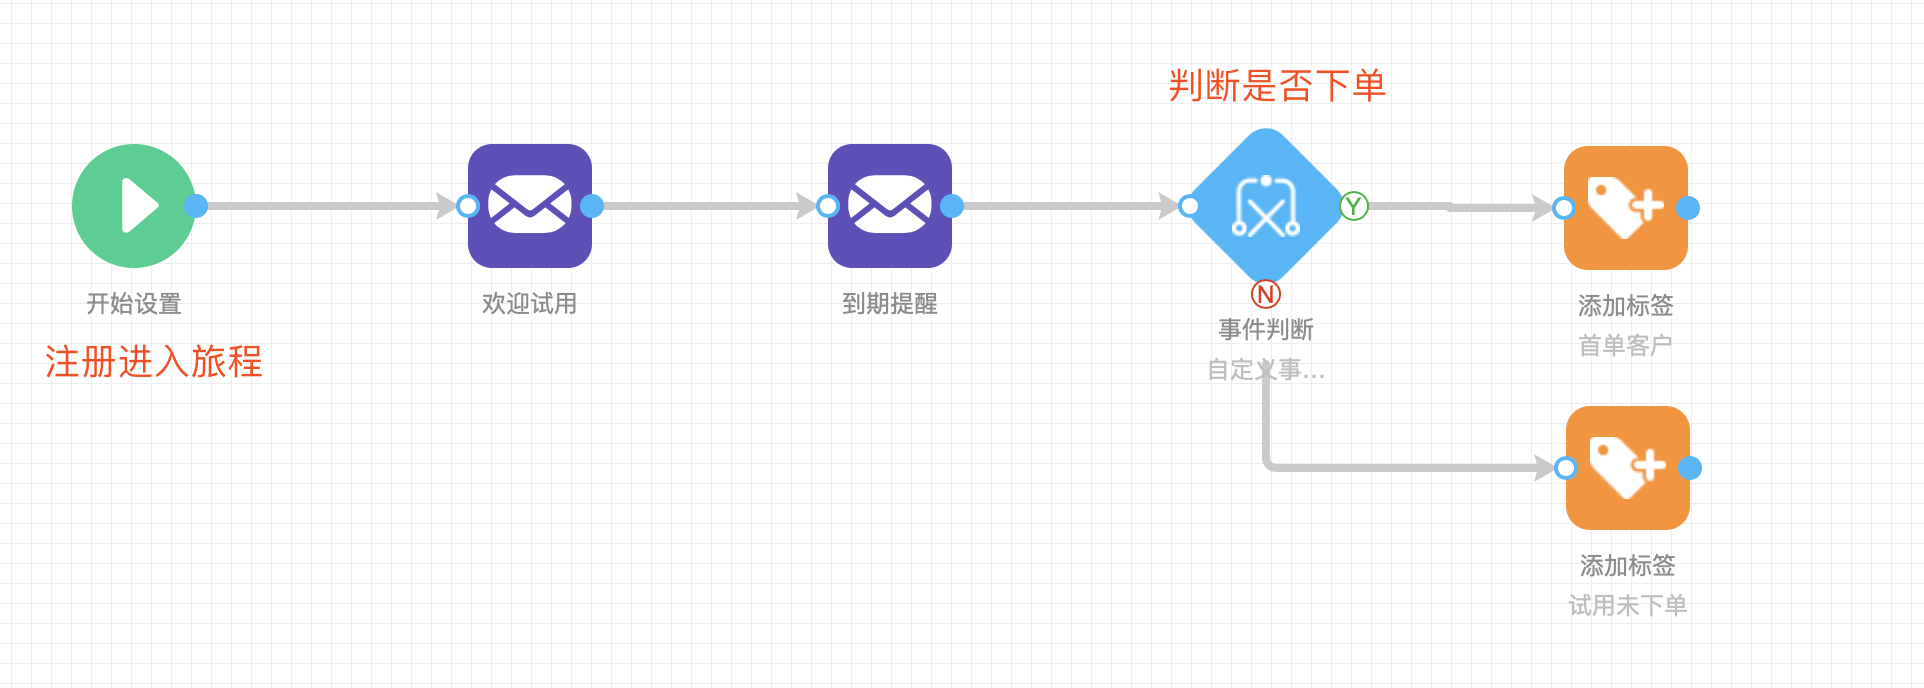 判断是否下单
Y
N
开始设置
欢迎试用
到期提醒
事件判断
自定义事...
添加标签
首单客户
注册进入旅程
添加标签
试用未下单